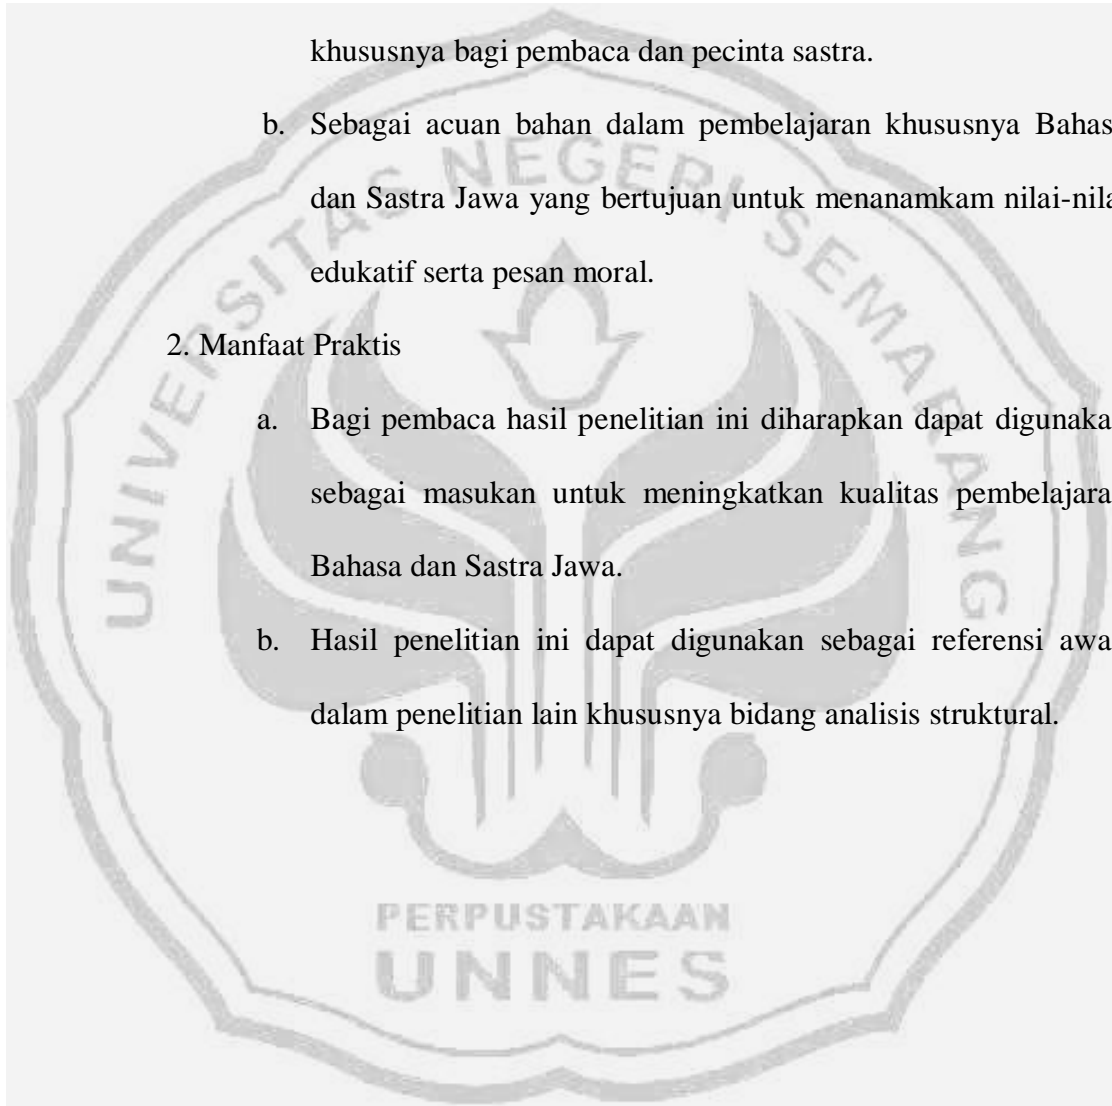 khususnya bagi pembaca dan pecinta sastra.
b. Sebagai acuan bahan dalam pembelajaran khususnya Bahas
dan Sastra Jawa yang bertujuan untuk menanamkam nilai-nila
edukatif serta pesan moral.
2. Manfaat Praktis
a. Bagi pembaca hasil penelitian ini diharapkan dapat digunaka
sebagai masukan untuk meningkatkan kualitas pembelajara
Bahasa dan Sastra Jawa.
b. Hasil penelitian ini dapat digunakan sebagai referensi awa
dalam penelitian lain khususnya bidang analisis struktural.
UNIVERSITAS NEGERI SEMARANG
PERPUSTAKAAN
UNNES